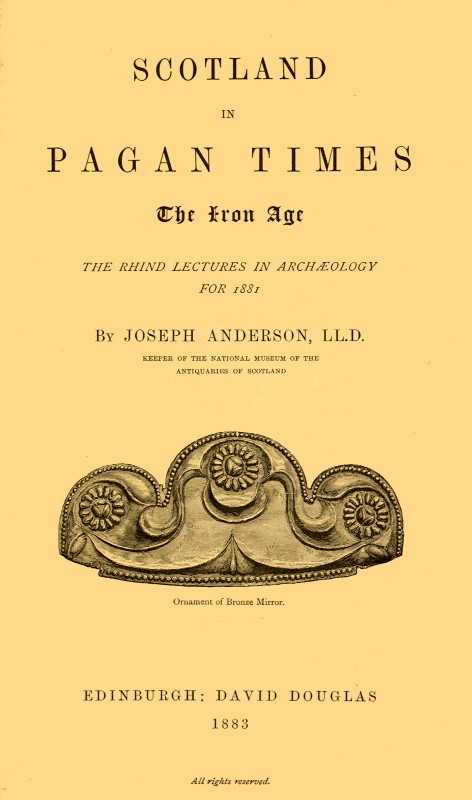 SCOTLAND
IN
PAGAN TIMES
The Iron Age
THE RHIND LECTURES IN ARCHÆOLOGY
FOR 1881
BY JOSEPH ANDERSON, LL.D.
KEEPER OF THE NATIONAL MUSEUM OF THE
ANTIQUARIES OF SCOTLAND
Ornament of Bronze Mirror.
EDINBURGH: DAVID DOUGLAS
1883
All rights reserved.